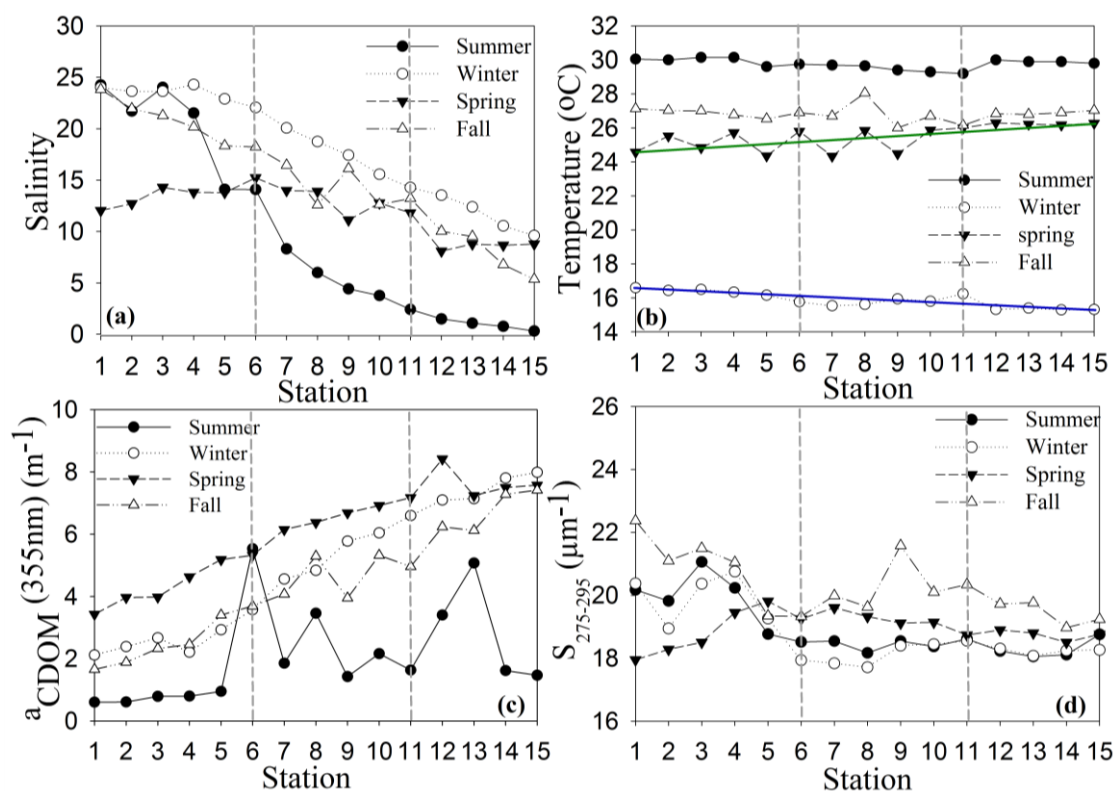 30
25
20
15
10
5
0
Salinity
Summer
Winter
Spring
Fall
(a)
1 2 3 4 5 6 7 8 9 10 11 12 13 14 15
Station
32
30
28
26
24
22
20
18
16
14
Temperature (oC)
Summer
Winter
spring
Fall
(b)
1 2 3 4 5 6 7 8 9 10 11 12 13 14 15
Station
10
8
6
4
2
0
aCDOM (355nm) (m⁻¹)
Summer
Winter
Spring
Fall
(c)
1 2 3 4 5 6 7 8 9 10 11 12 13 14 15
Station
26
24
22
20
18
16
S275-295 (µm⁻¹)
Summer
Winter
Spring
Fall
(d)
1 2 3 4 5 6 7 8 9 10 11 12 13 14 15
Station